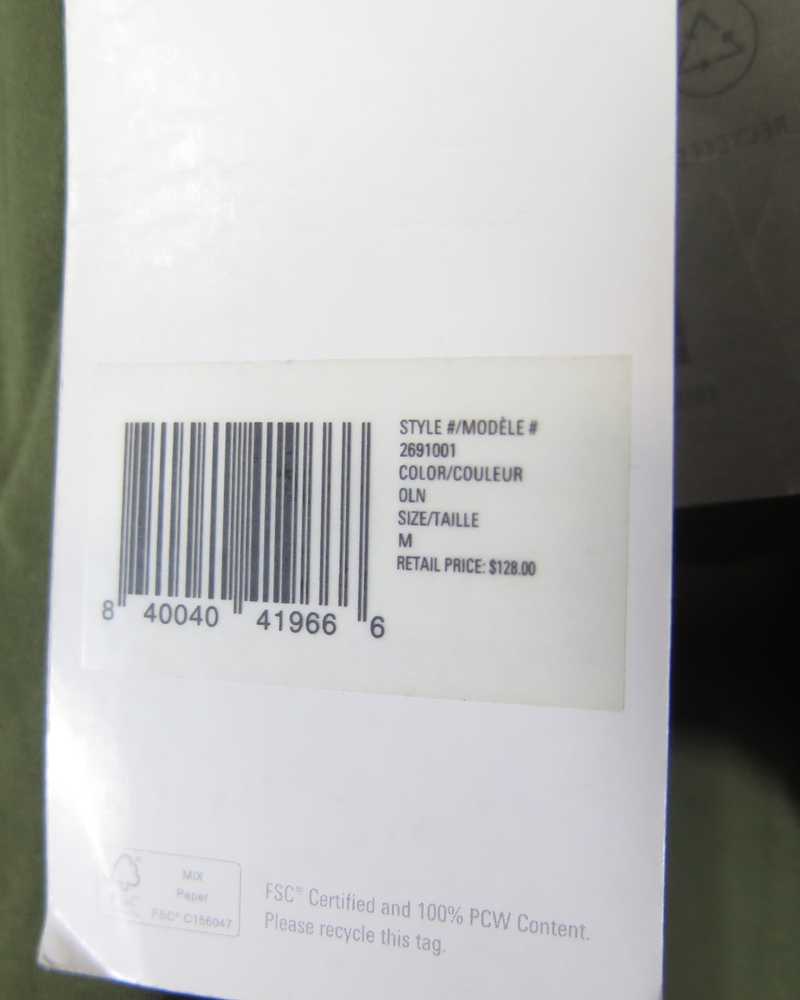 STYLE #/MODÈLE #
2691001
COLOR/COULEUR
OLN
SIZE/TAILLE
M
RETAIL PRICE: $128.00
8 40040 41966 6
MIX
Paper
FSC® C156047
FSC
FSC® Certified and 100% PCW Content.
Please recycle this tag.